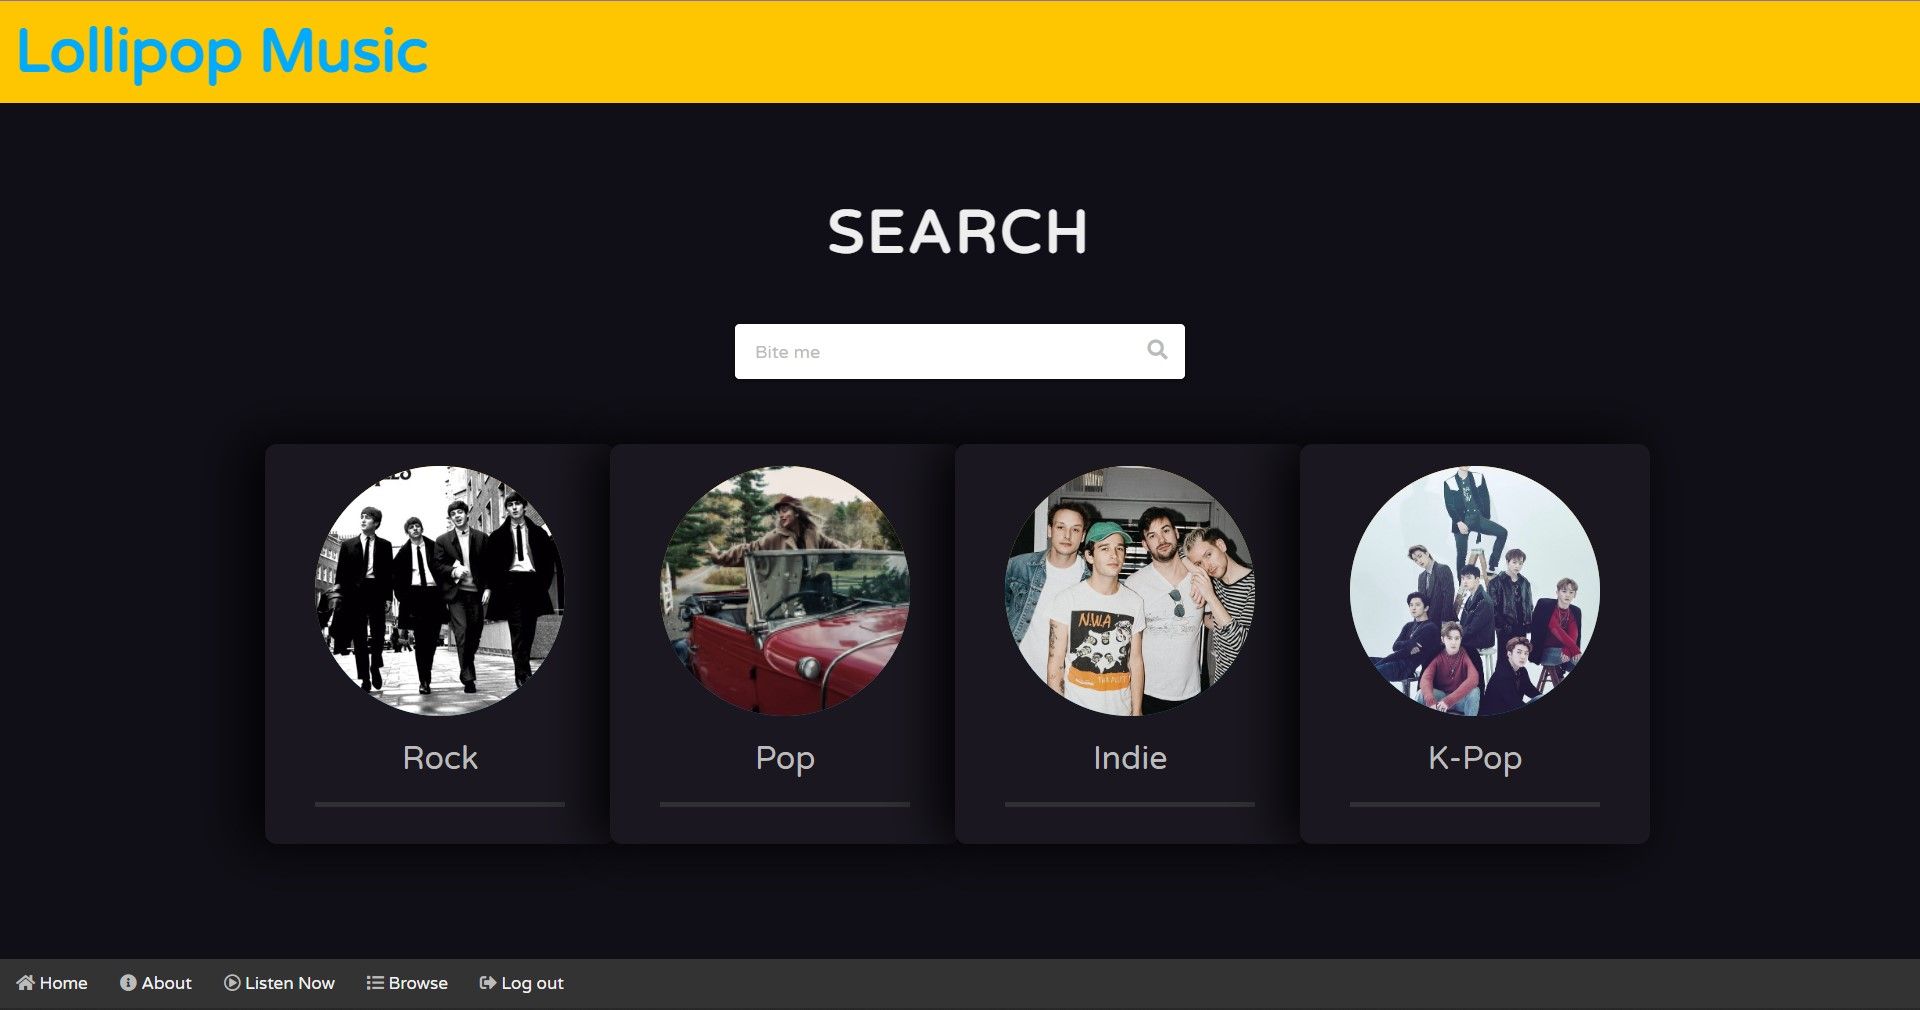 Lollipop Music
SEARCH
Bite me
N.W.A
Rock
Pop
Indie
K-Pop
Home
About
Listen Now
Browse
Log out